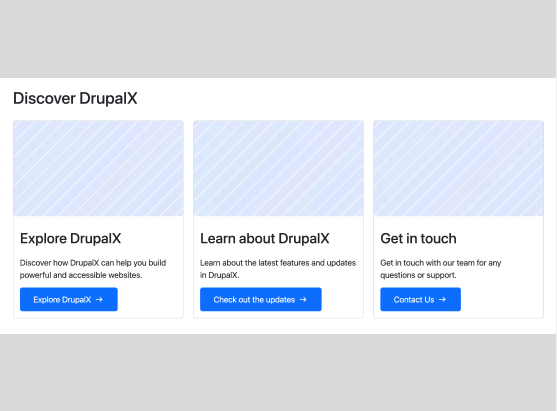 Discover DrupalX
Explore DrupalX
Discover how DrupalX can help you build
powerful and accessible websites.
Explore DrupalX →
Learn about DrupalX
Learn about the latest features and updates
in DrupalX.
Check out the updates →
Get in touch
Get in touch with our team for any
questions or support.
Contact Us →